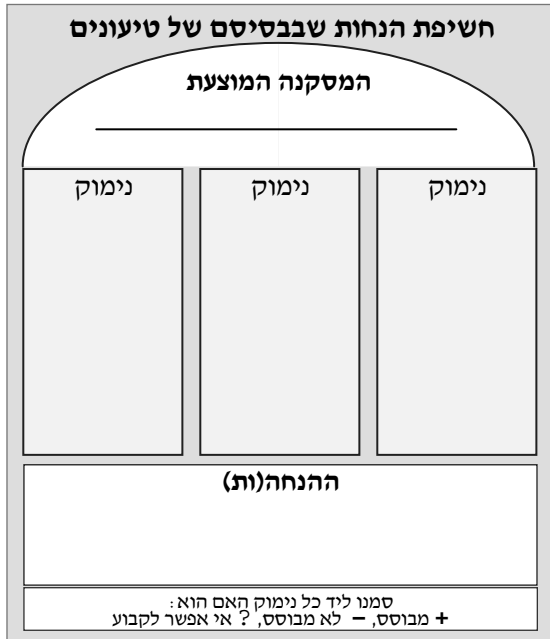 חשיפת הנחות שבבסיסם של טיעונים
המסקנה המוצעת
נימוק
נימוק
נימוק
ההנחה(ות)
סמנו ליד כל נימוק האם הוא:
+ מבוסס, – לא מבוסס, ? אי אפשר לקבוע